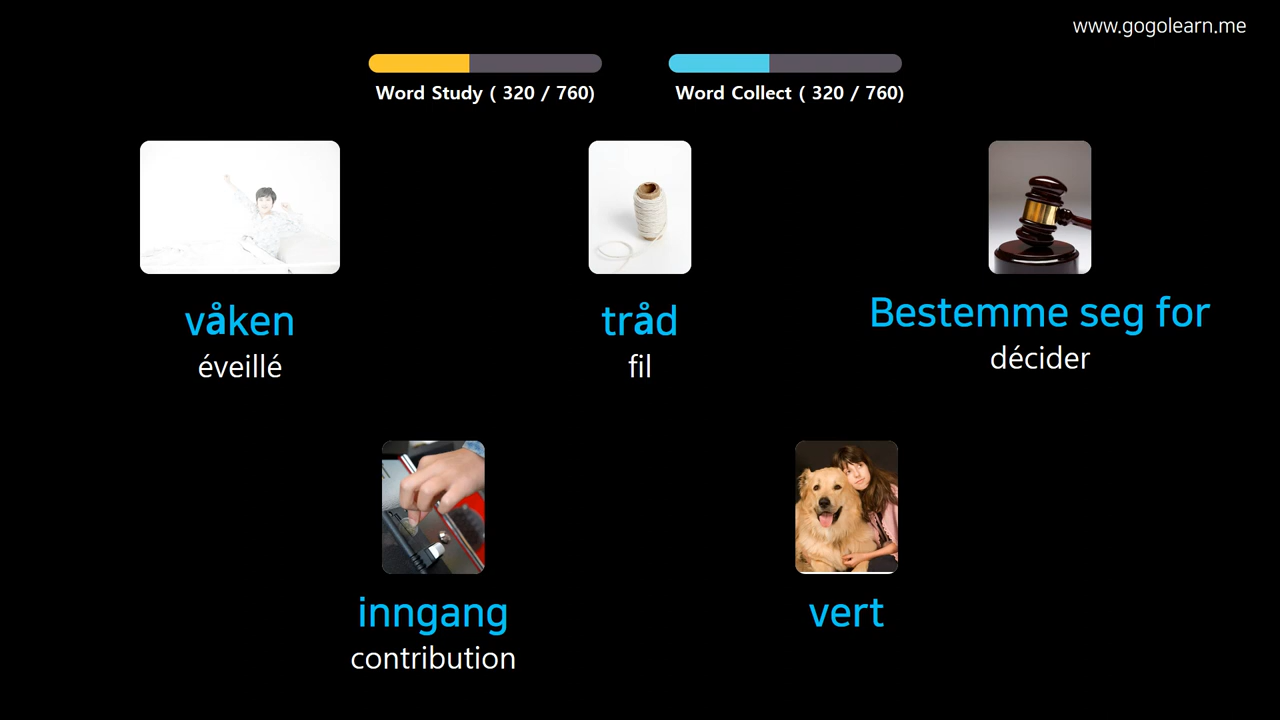 www.gogolearn.me
Word Study ( 320 / 760)
Word Collect ( 320 / 760)
våken
éveillé
tråd
fil
Bestemme seg for
décider
inngang
contribution
vert